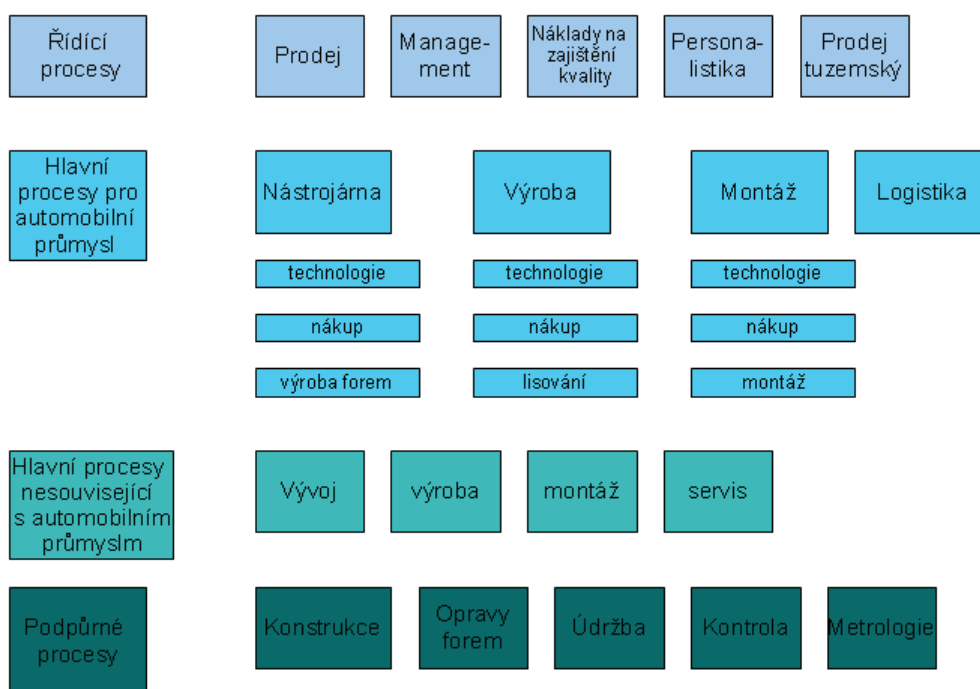 Řídící
procesy
Prodej
Manage-
ment
Náklady na
zajištění
kvality
Persona-
listika
Prodej
tuzemský
Hlavní
procesy pro
automobilní
průmysl
Nástrojárna
Výroba
Montáž
Logistika
technologie
technologie
technologie
nákup
nákup
nákup
výroba forem
lisování
montáž
Hlavní procesy
nesouvisející
s automobilním
průmyslm
Vývoj
výroba
montáž
servis
Podpůrné
procesy
Konstrukce
Opravy
forem
Údržba
Kontrola
Metrologie